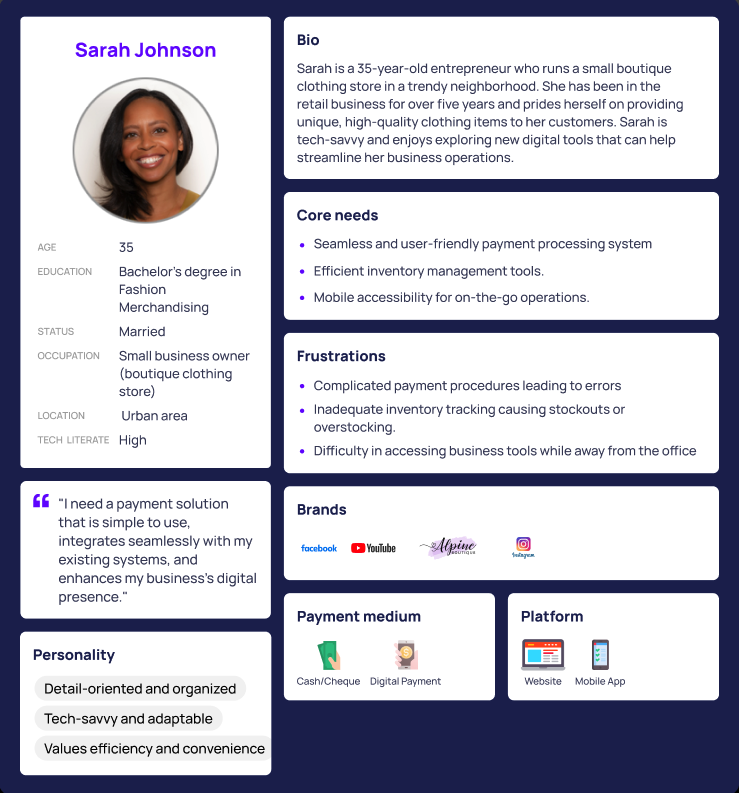 Sarah Johnson
AGE 35
EDUCATION Bachelor's degree in
Fashion
Merchandising
STATUS Married
OCCUPATION Small business owner
(boutique clothing
store)
LOCATION Urban area
TECH LITERATE High
"I need a payment solution
that is simple to use,
integrates seamlessly with my
existing systems, and
enhances my business's digital
presence."
Personality
Detail-oriented and organized
Tech-savvy and adaptable
Values efficiency and convenience
Bio
Sarah is a 35-year-old entrepreneur who runs a small boutique
clothing store in a trendy neighborhood. She has been in the
retail business for over five years and prides herself on providing
unique, high-quality clothing items to her customers. Sarah is
tech-savvy and enjoys exploring new digital tools that can help
streamline her business operations.
Core needs
Seamless and user-friendly payment processing system
Efficient inventory management tools.
Mobile accessibility for on-the-go operations.
Frustrations
Complicated payment procedures leading to errors
Inadequate inventory tracking causing stockouts or
overstocking.
Difficulty in accessing business tools while away from the office
Brands
facebook YouTube Alpine BOUTIQUE Instagram
Payment medium
Cash/Cheque Digital Payment
Platform
Website Mobile App